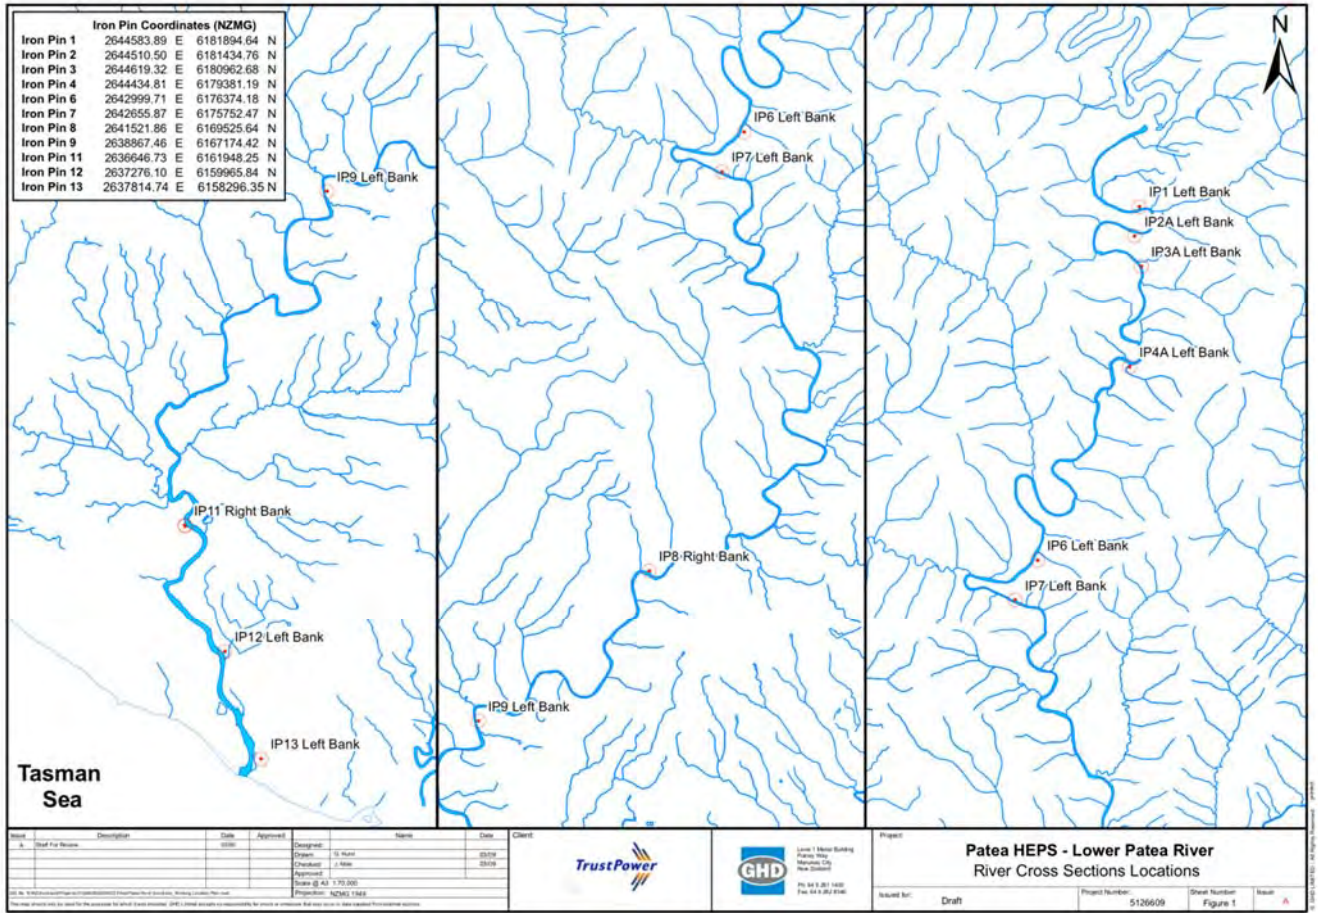 Iron Pin Coordinates (NZMG)
Iron Pin 1 2644583.89 E 6181894.64 N
Iron Pin 2 2644510.50 E 6181434.76 N
Iron Pin 3 2644619.32 E 6180962.68 N
Iron Pin 4 2644434.81 E 6179381.19 N
Iron Pin 6 2642999.71 E 6176374.18 N
Iron Pin 7 2642655.87 E 6175752.47 N
Iron Pin 8 2641521.86 E 6169525.64 N
Iron Pin 9 2638867.46 E 6167174.42 N
Iron Pin 11 2636646.73 E 6161948.25 N
Iron Pin 12 2637276.10 E 6159965.84 N
Iron Pin 13 2637814.74 E 6158296.35 N
IP9 Left Bank
IP11 Right Bank
IP12 Left Bank
IP13 Left Bank
Tasman
Sea
IP6 Left Bank
IP7 Left Bank
IP8 Right Bank
IP9 Left Bank
N
IP1 Left Bank
IP2A Left Bank
IP3A Left Bank
IP4A Left Bank
IP6 Left Bank
IP7 Left Bank
Issue Description Date Approved
A
Name Date
Designed:
Drawn:
Checked:
Approved:
Scale @ A3 1:70,000
Projection: NZMG 1949
Client:
TrustPower
GHD
Project
Patea HEPS - Lower Patea River
River Cross Sections Locations
Issued for: Draft
Project Number: 5126609
Sheet Number Figure 1
Issue A